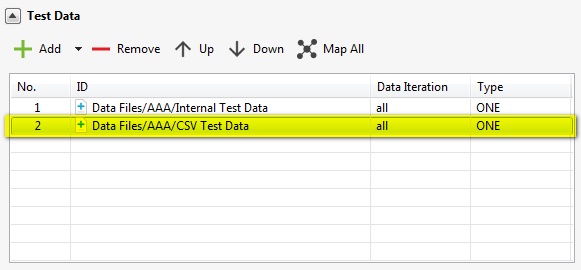 Test Data
Add Remove Up Down Map All
No. ID Data Iteration Type
1 Data Files/AAA/Internal Test Data all ONE
2 Data Files/AAA/CSV Test Data all ONE